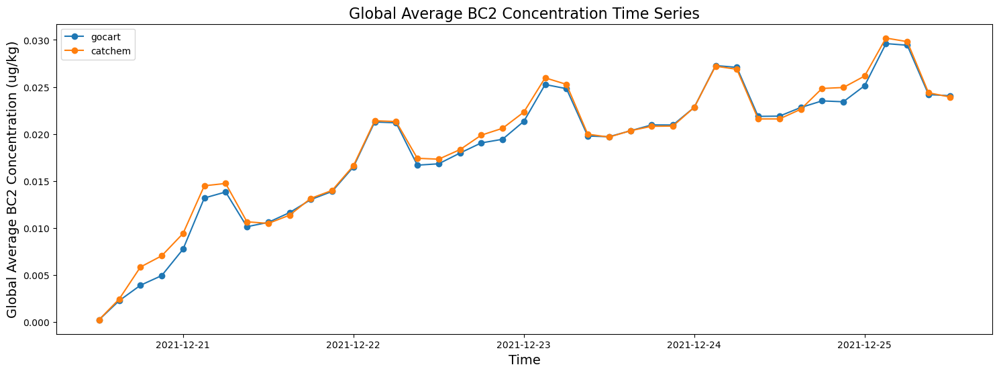 Global Average BC2 Concentration Time Series
gocart
catchem
Global Average BC2 Concentration (ug/kg)
0.030
0.025
0.020
0.015
0.010
0.005
0.000
2021-12-21
2021-12-22
2021-12-23
2021-12-24
2021-12-25
Time